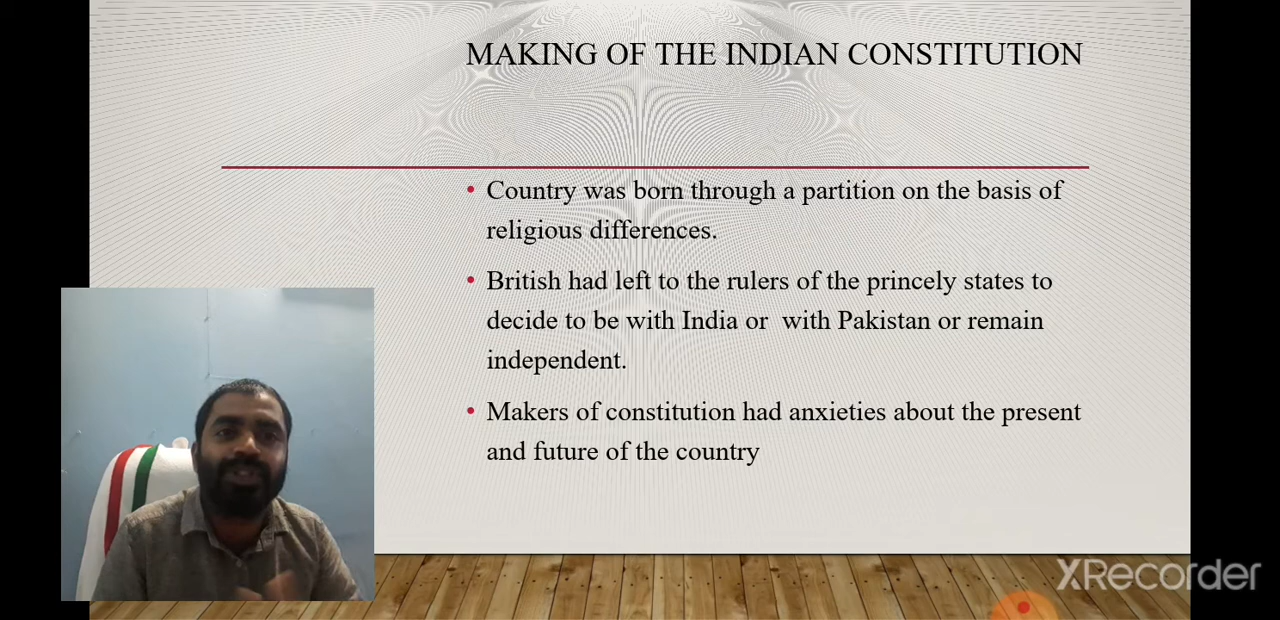 MAKING OF THE INDIAN CONSTITUTION
• Country was born through a partition on the basis of
religious differences.
• British had left to the rulers of the princely states to
decide to be with India or  with Pakistan or remain
independent.
• Makers of constitution had anxieties about the present
and future of the country
XRecorder